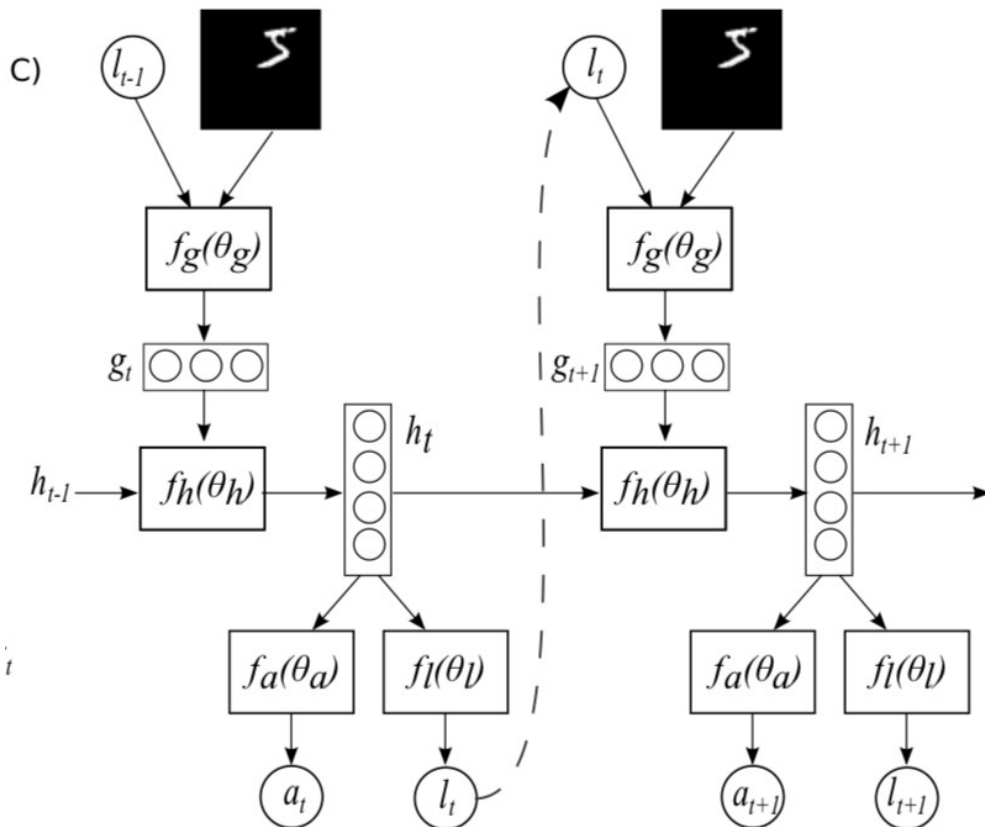 C)
l_{t-1} l_t
f_g(θ_g) f_g(θ_g)
g_t g_{t+1}
h_t h_{t+1}
h_{t-1} f_h(θ_h) f_h(θ_h)
f_a(θ_a) f_l(θ_l) f_a(θ_a) f_l(θ_l)
t
a_t l_t a_{t+1} l_{t+1}